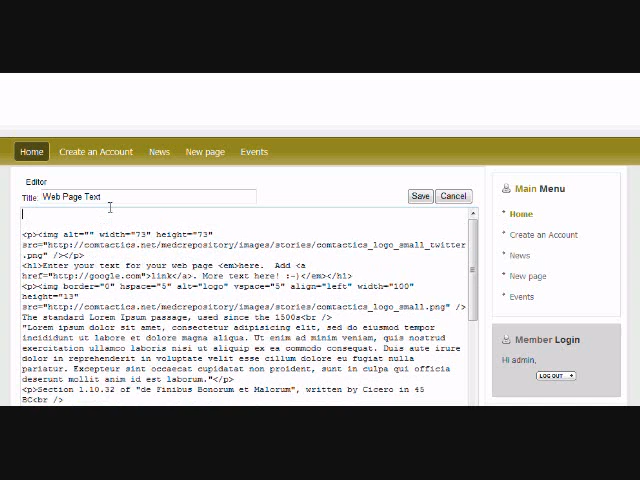 Home Create an Account News New page Events
Editor
Title: Web Page Text Save Cancel
<p><img alt="" width="73" height="73"
src="http://comtactics.net/medcrepository/images/stories/comtactics_logo_small_twitter
.png" /></p>
<h1>Enter your text for your web page <em>here.  Add <a
href="http://google.com">link</a>. More text here! :-)</em></h1>
<p><img border="0" hspace="5" alt="logo" vspace="5" align="left" width="100"
height="13"
src="http://comtactics.net/medcrepository/images/stories/comtactics_logo_small.png" />
The standard Lorem Ipsum passage, used since the 1500s<br />
"Lorem ipsum dolor sit amet, consectetur adipisicing elit, sed do eiusmod tempor
incididunt ut labore et dolore magna aliqua. Ut enim ad minim veniam, quis nostrud
exercitation ullamco laboris nisi ut aliquip ex ea commodo consequat. Duis aute irure
dolor in reprehenderit in voluptate velit esse cillum dolore eu fugiat nulla
pariatur. Excepteur sint occaecat cupidatat non proident, sunt in culpa qui officia
deserunt mollit anim id est laborum."</p>
<p>Section 1.10.32 of "de Finibus Bonorum et Malorum", written by Cicero in 45
BC<br />
Main Menu
Home
Create an Account
News
New page
Events
Member Login
Hi admin,
LOG OUT